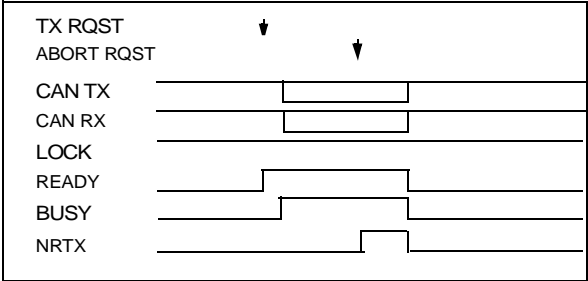 TX RQST
ABORT RQST
CAN TX
CAN RX
LOCK
READY
BUSY
NRTX